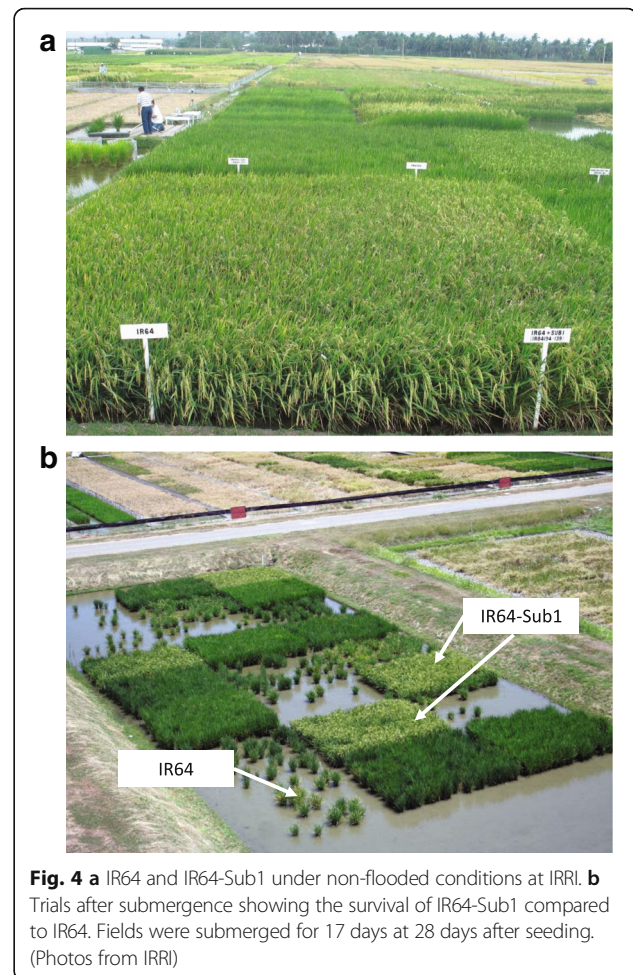 a
IR64
IR64+SUB1
b
IR64-Sub1
IR64
Fig. 4 a IR64 and IR64-Sub1 under non-flooded conditions at IRRI. b
Trials after submergence showing the survival of IR64-Sub1 compared
to IR64. Fields were submerged for 17 days at 28 days after seeding.
(Photos from IRRI)